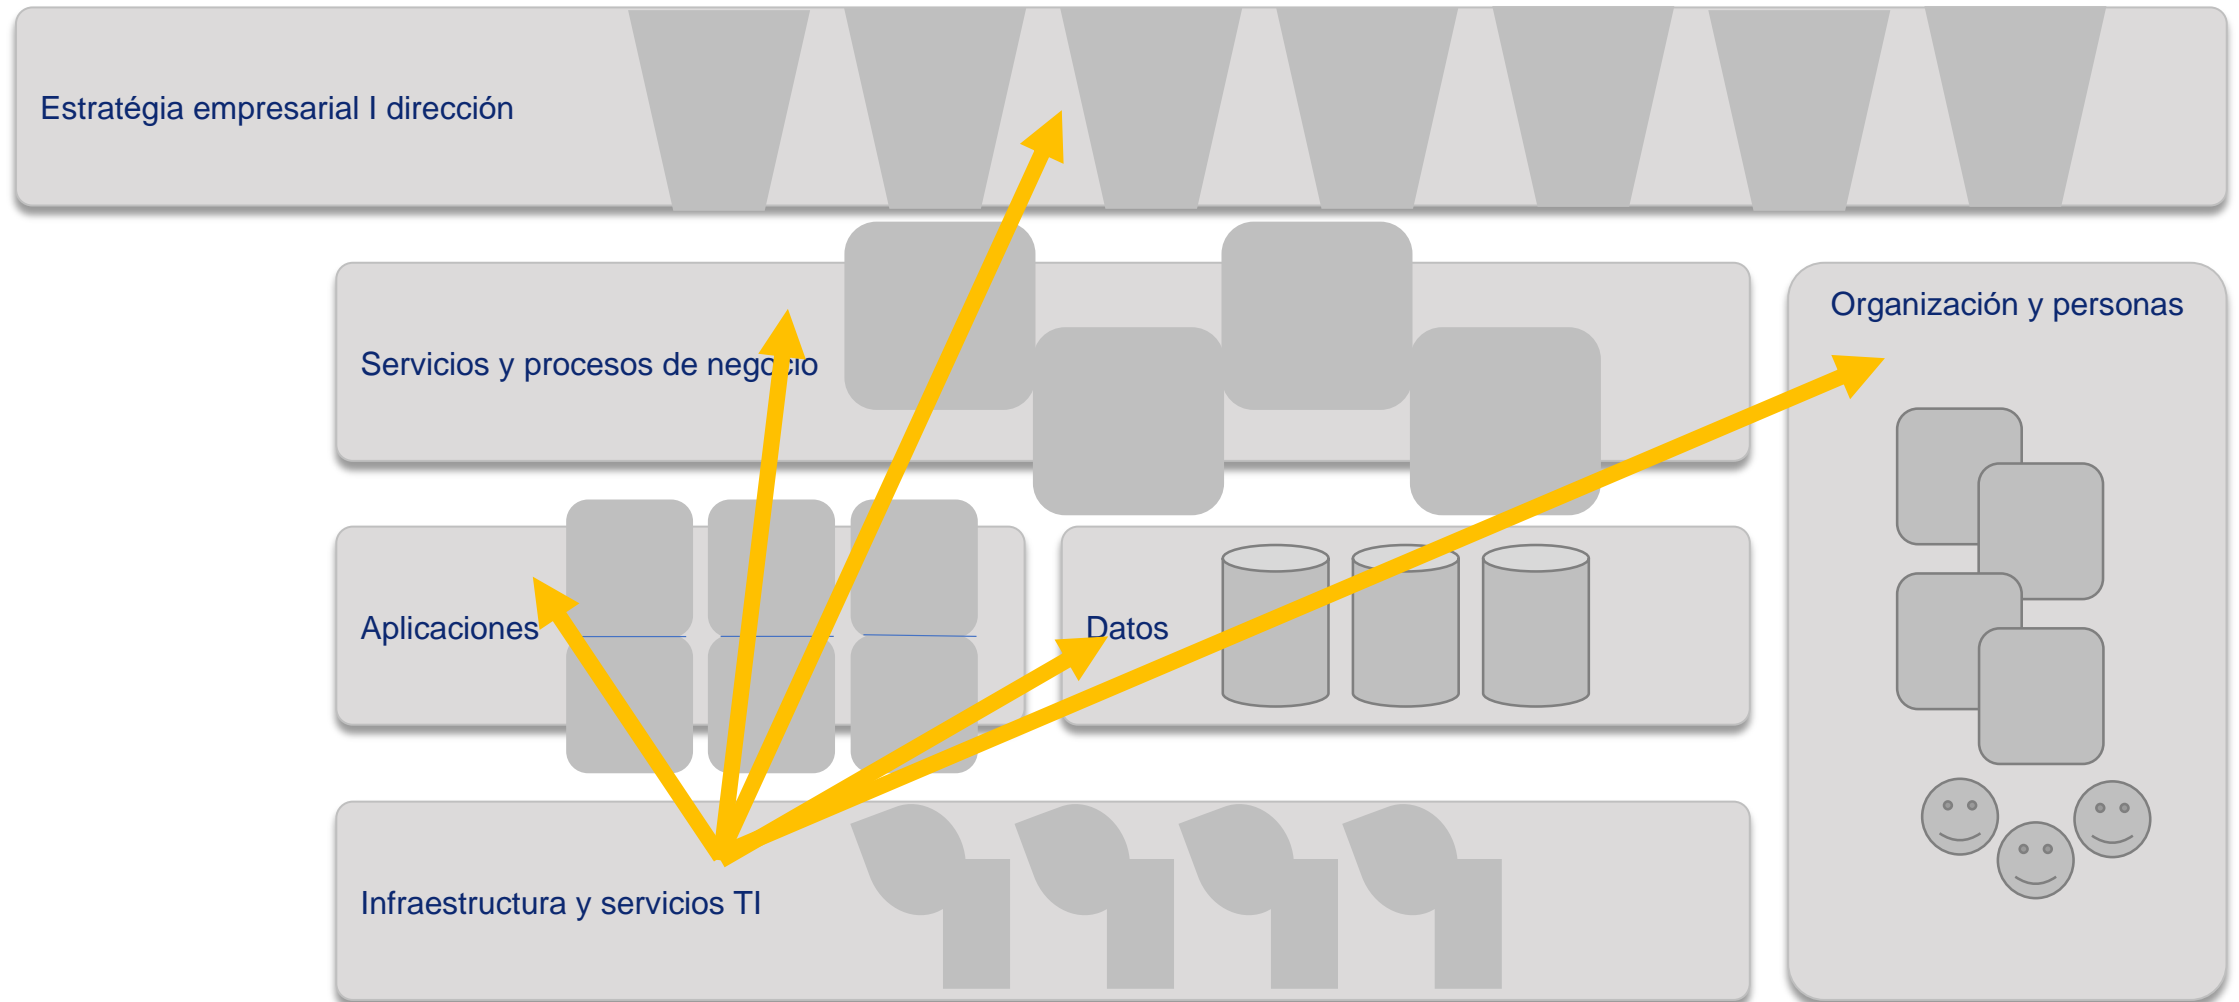 Estratégia empresarial I dirección
Servicios y procesos de negocio
Organización y personas
Aplicaciones
Datos
Infraestructura y servicios TI